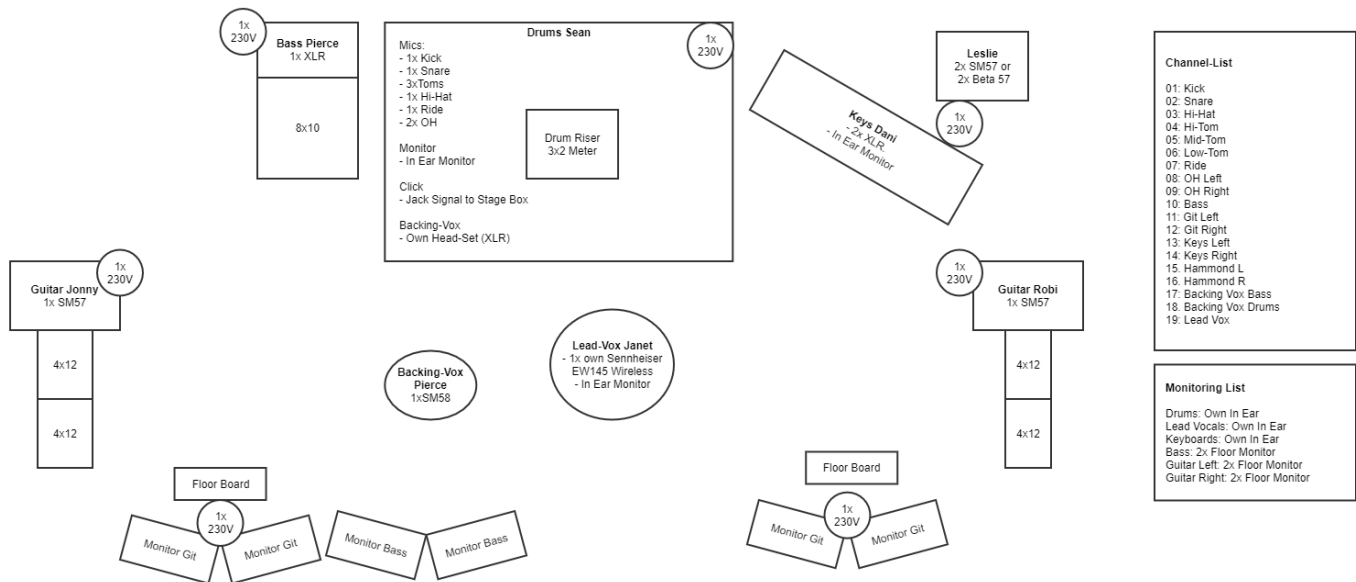 1x
230V
Bass Pierce
1x XLR
8x10
Drums Sean
Mics:
- 1x Kick
- 1x Snare
- 3xToms
- 1x Hi-Hat
- 1x Ride
- 2x OH
Monitor
- In Ear Monitor
Click
- Jack Signal to Stage Box
Backing-Vox
- Own Head-Set (XLR)
Drum Riser
3x2 Meter
1x
230V
Keys Dani
- 2x XLR.
- In Ear Monitor
Leslie
2x SM57 or
2x Beta 57
1x
230V
Guitar Jonny
1x SM57
1x
230V
4x12
4x12
Backing-Vox
Pierce
1xSM58
Lead-Vox Janet
- 1x own Sennheiser
EW145 Wireless
- In Ear Monitor
1x
230V
Guitar Robi
1x SM57
4x12
4x12
Floor Board
1x
230V
Monitor Git
Monitor Git
Monitor Bass
Monitor Bass
Floor Board
1x
230V
Monitor Git
Monitor Git
Channel-List
01: Kick
02: Snare
03: Hi-Hat
04: Hi-Tom
05: Mid-Tom
06: Low-Tom
07: Ride
08: OH Left
09: OH Right
10: Bass
11: Git Left
12: Git Right
13: Keys Left
14: Keys Right
15. Hammond L
16. Hammond R
17: Backing Vox Bass
18. Backing Vox Drums
19: Lead Vox
Monitoring List
Drums: Own In Ear
Lead Vocals: Own In Ear
Keyboards: Own In Ear
Bass: 2x Floor Monitor
Guitar Left: 2x Floor Monitor
Guitar Right: 2x Floor Monitor